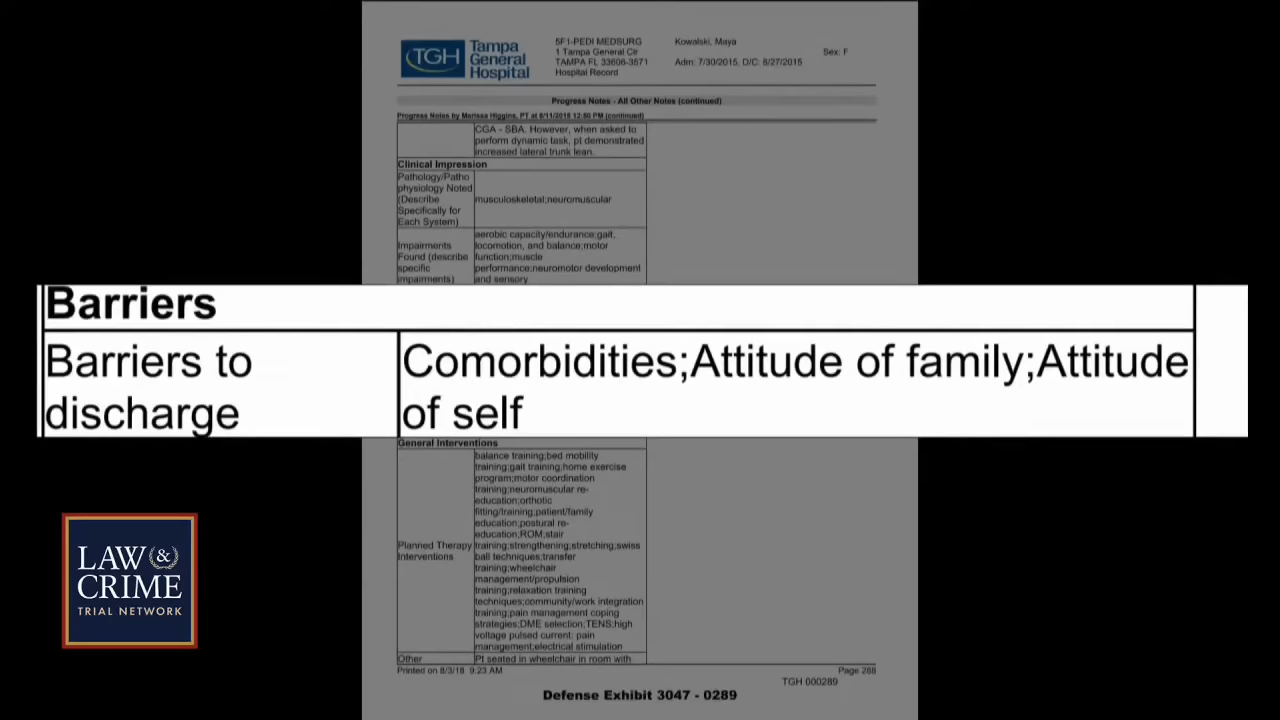 TGH
Tampa
General
Hospital
5F1-PEDI MEDSURG
1 Tampa General Cir
TAMPA FL 33606-3571
Hospital Record
Kowalski, Maya
Adm: 7/30/2015, D/C: 8/27/2015
Sex: F
Progress Notes - All Other Notes (continued)
Progress Notes by Marissa Higgins, PT at 8/11/2015 12:50 PM (continued)
CGA - SBA. However, when asked to
perform dynamic task, pt demonstrated
increased lateral trunk lean.
Clinical Impression
Pathology/Patho
physiology Noted
(Describe
Specifically for
Each System)
musculoskeletal;neuromuscular
Impairments
Found (describe
specific
impairments)
aerobic capacity/endurance;gait,
locomotion, and balance;motor
function;muscle
performance;neuromotor development
and sensory
Barriers
Barriers to
discharge
Comorbidities;Attitude of family;Attitude
of self
General Interventions
Planned Therapy
Interventions
balance training;bed mobility
training;gait training;home exercise
program;motor coordination
training;neuromuscular re-
education;orthotic
fitting/training;patient/family
education;postural re-
education;ROM;stair
training;strengthening;stretching;swiss
ball techniques;transfer
training;wheelchair
management/propulsion
training;relaxation training
techniques;community/work integration
training;pain management coping
strategies;DME selection;TENS;high
voltage pulsed current; pain
management;electrical stimulation
Other
Pt seated in wheelchair in room with
Printed on 8/3/18 9:23 AM
Page 288
TGH 000289
Defense Exhibit 3047 - 0289
LAW &
CRIME
TRIAL NETWORK